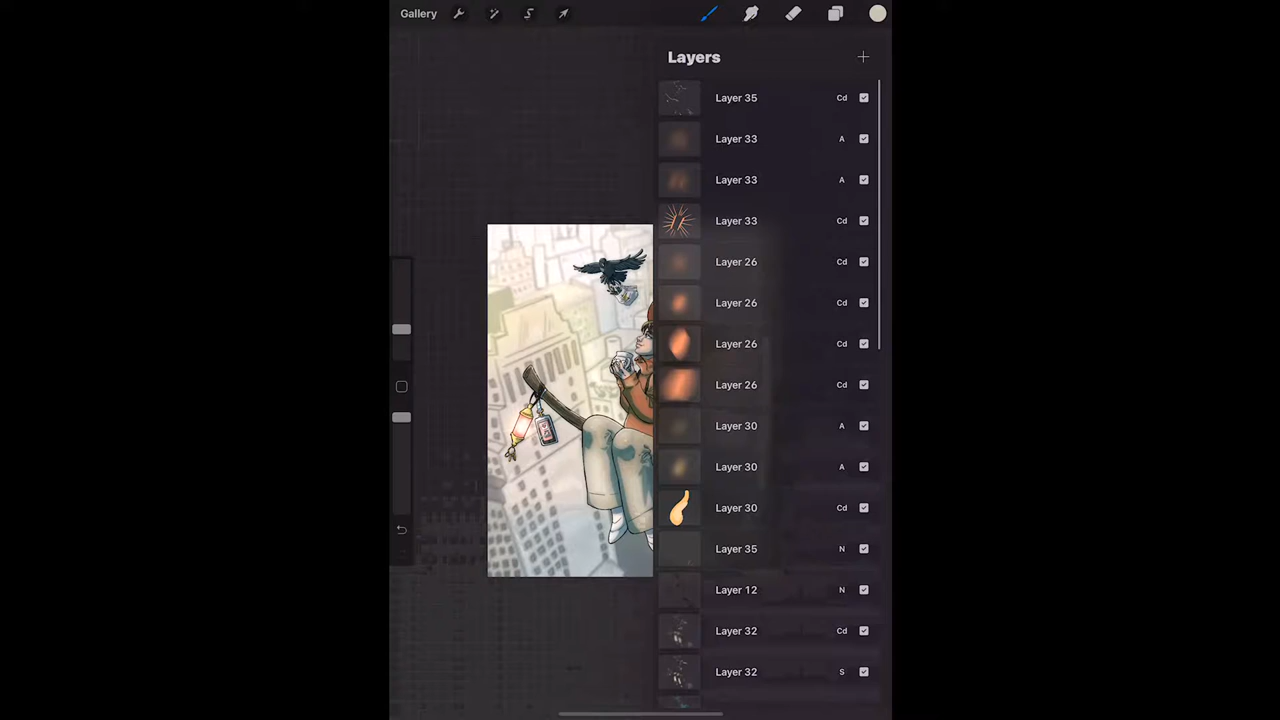 Gallery
Layers
Layer 35 Cd
Layer 33 A
Layer 33 A
Layer 33 Cd
Layer 26 Cd
Layer 26 Cd
Layer 26 Cd
Layer 26 Cd
Layer 30 A
Layer 30 A
Layer 30 Cd
Layer 35 N
Layer 12 N
Layer 32 Cd
Layer 32 S